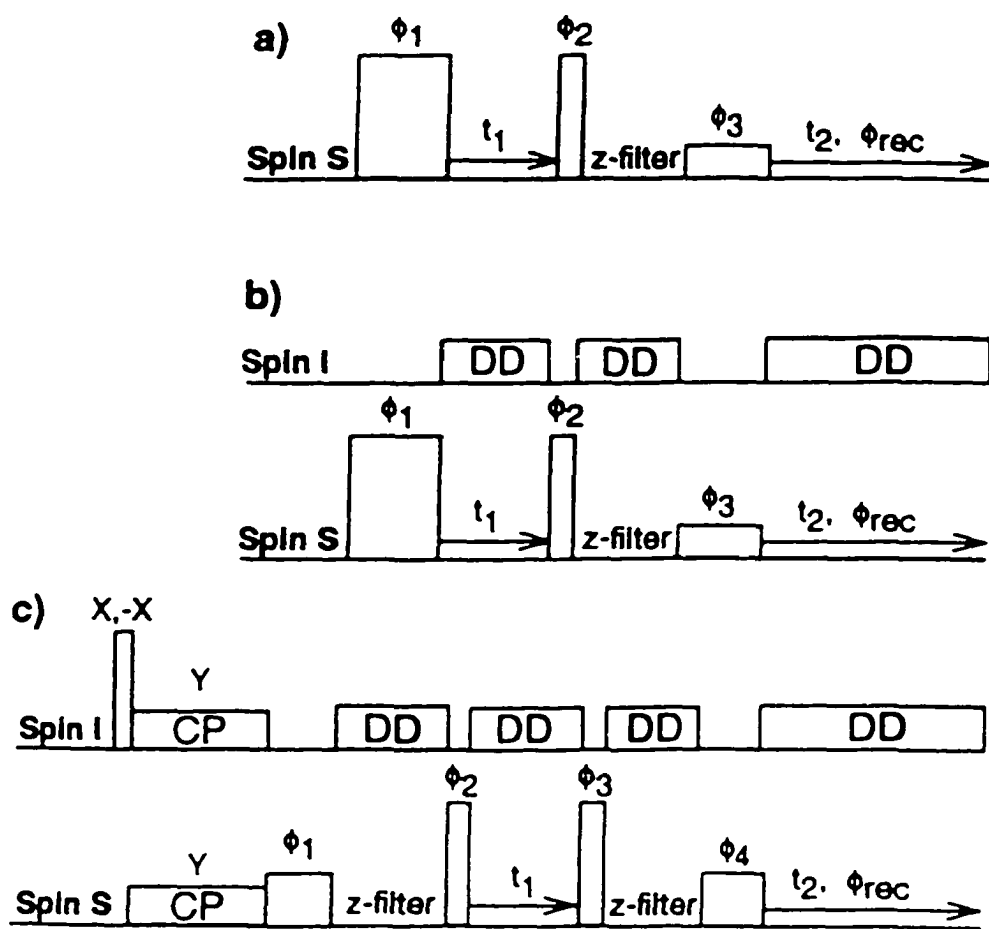 a)
ϕ1 ϕ2
t1 ϕ3 t2, ϕrec
Spin S z-filter
b)
Spin I DD DD DD
ϕ1 ϕ2
t1 ϕ3 t2, ϕrec
Spin S z-filter
c) X,-X
Y
Spin I CP DD DD DD DD
ϕ2 ϕ3
Y ϕ1 t1 ϕ4 t2, ϕrec
Spin S CP z-filter z-filter